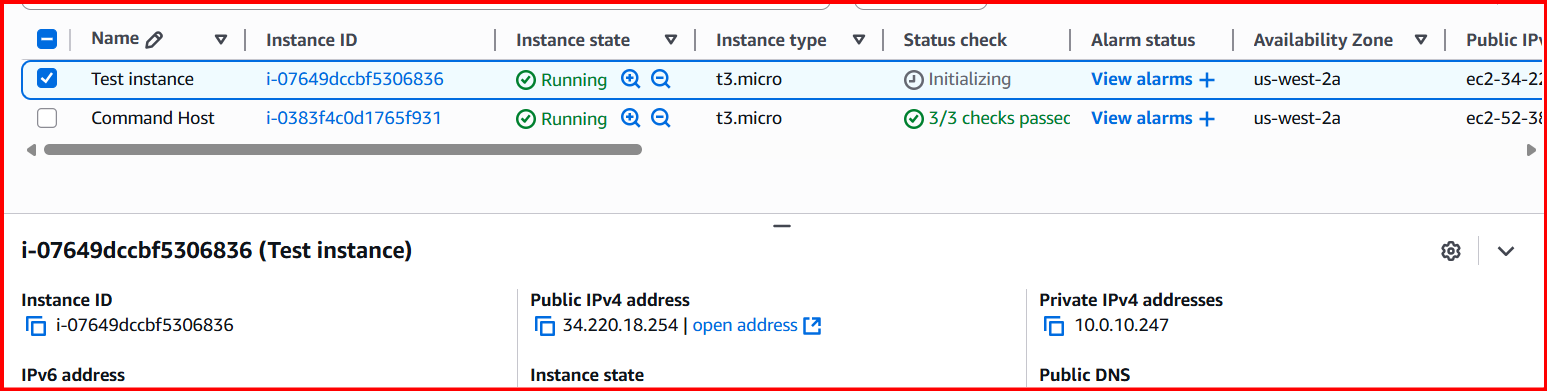 Name Instance ID Instance state Instance type Status check Alarm status Availability Zone Public IPv
Test instance i-07649dccbf5306836 Running t3.micro Initializing View alarms + us-west-2a ec2-34-22
Command Host i-0383f4c0d1765f931 Running t3.micro 3/3 checks passed View alarms + us-west-2a ec2-52-38
i-07649dccbf5306836 (Test instance)
Instance ID Public IPv4 address Private IPv4 addresses
i-07649dccbf5306836 34.220.18.254 | open address 10.0.10.247
IPv6 address Instance state Public DNS